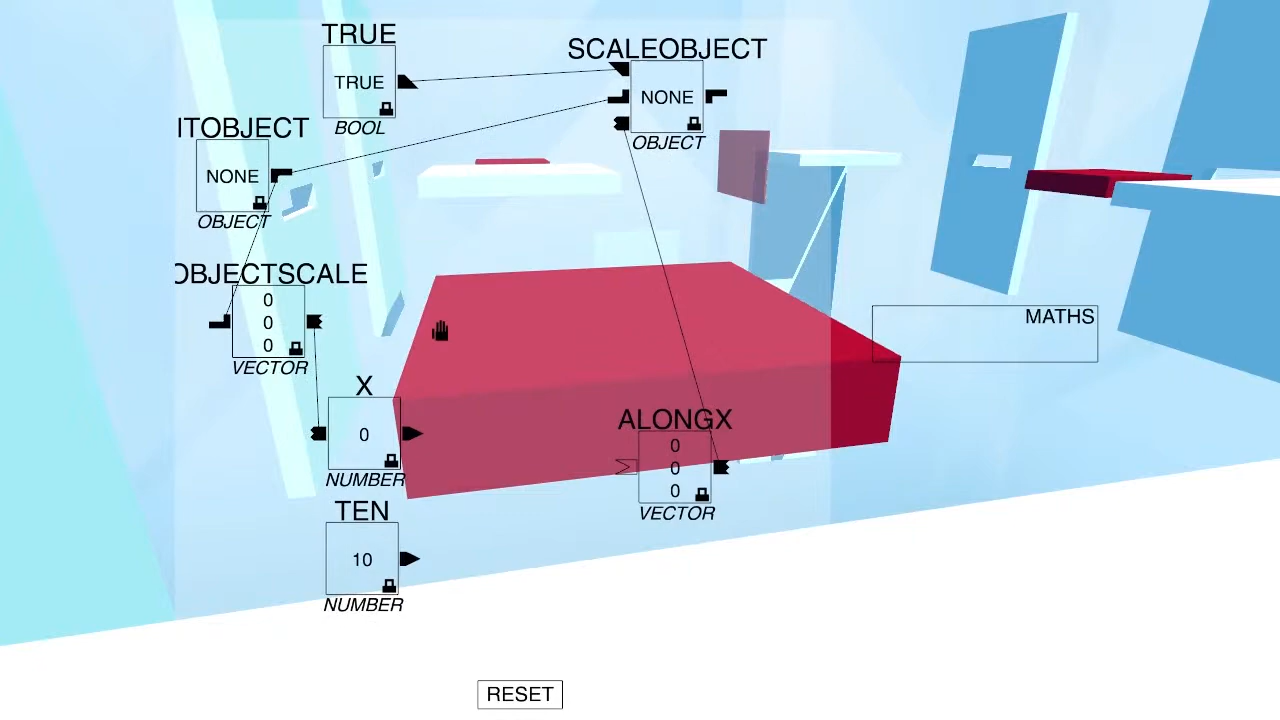 TRUE
TRUE
BOOL
SCALEOBJECT
NONE
OBJECT
ITOBJECT
NONE
OBJECT
OBJECTSCALE
0
0
0
VECTOR
MATHS
X
0
NUMBER
ALONGX
0
0
0
VECTOR
TEN
10
NUMBER
RESET